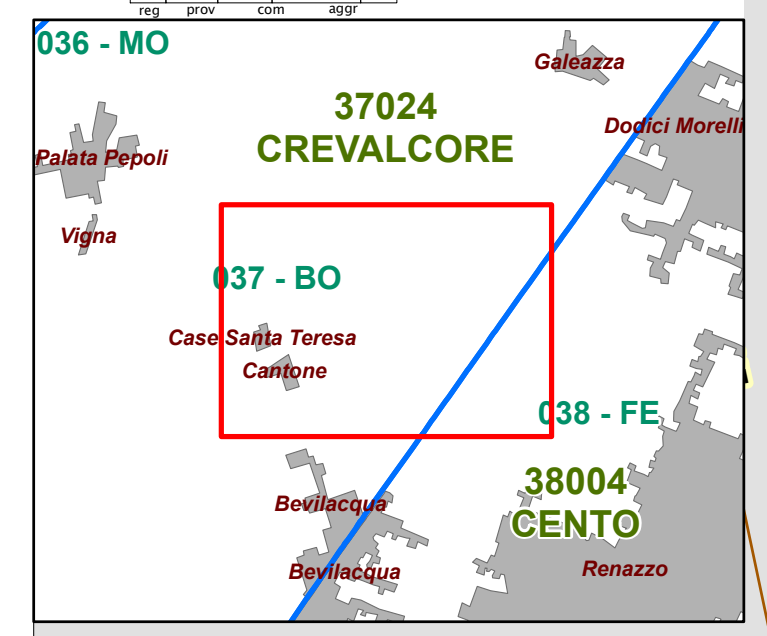 reg prov com aggr
036 - MO
Galeazza
37024
CREVALCORE
Dodici Morelli
Palata Pepoli
Vigna
037 - BO
Case Santa Teresa
Cantone
038 - FE
38004
CENTO
Bevilacqua
Bevilacqua
Renazzo